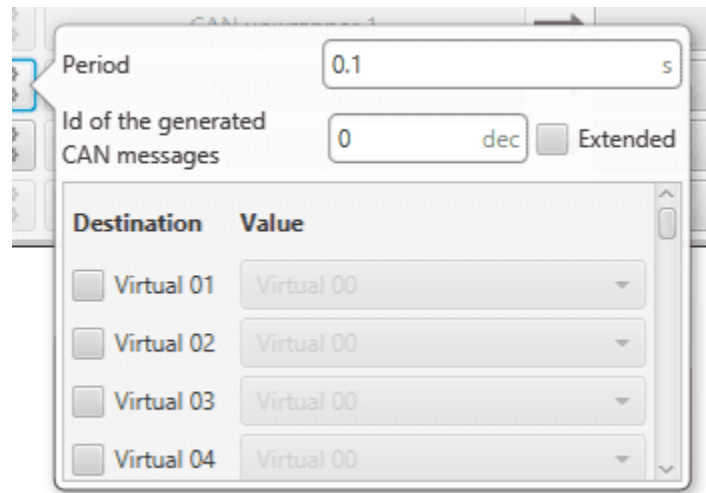 Period 0.1 s
Id of the generated
CAN messages 0 dec Extended
Destination Value
Virtual 01 Virtual 00
Virtual 02 Virtual 00
Virtual 03 Virtual 00
Virtual 04 Virtual 00